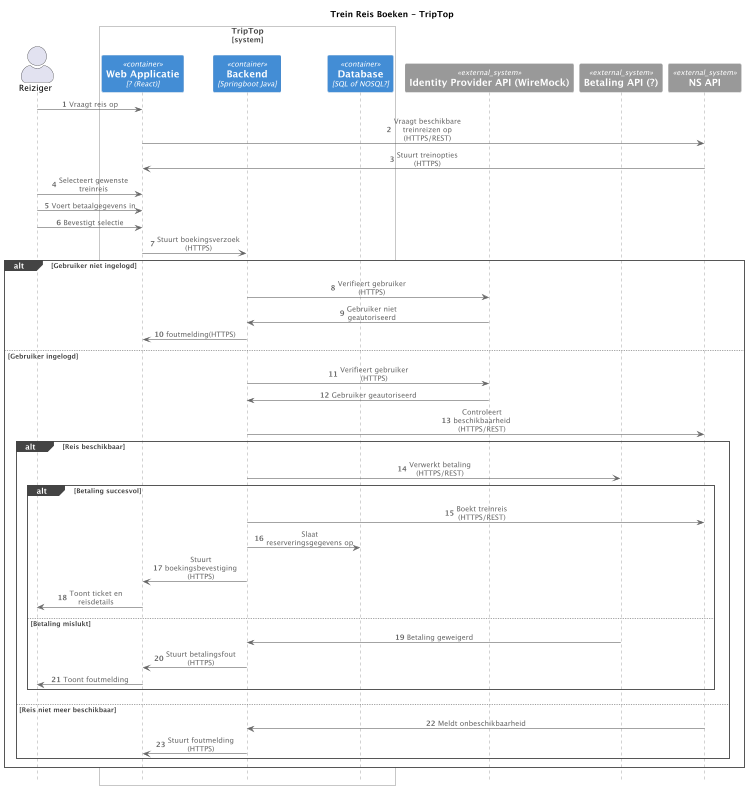 Trein Reis Boeken - TripTop
TripTop
[system]
Reiziger
«container»
Web Applicatie
[? (React)]
«container»
Backend
[Springboot Java]
«container»
Database
[SQL of NOSQL?]
«external_system»
Identity Provider API (WireMock)
«external_system»
Betaling API (?)
«external_system»
NS API
1 Vraagt reis op
2 Vraagt beschikbare
treinreizen op
(HTTPS/REST)
3 Stuurt treinopties
(HTTPS)
4 Selecteert gewenste
treinreis
5 Voert betaalgegevens in
6 Bevestigt selectie
7 Stuurt boekingsverzoek
(HTTPS)
alt [Gebruiker niet ingelogd]
8 Verifieert gebruiker
(HTTPS)
9 Gebruiker niet
geautoriseerd
10 foutmelding(HTTPS)
[Gebruiker ingelogd]
11 Verifieert gebruiker
(HTTPS)
12 Gebruiker geautoriseerd
Controleert
13 beschikbaarheid
(HTTPS/REST)
alt [Reis beschikbaar]
14 Verwerkt betaling
(HTTPS/REST)
alt [Betaling succesvol]
15 Boekt treinreis
(HTTPS/REST)
16 Slaat
reserveringsgegevens op
Stuurt
17 boekingsbevestiging
(HTTPS)
18 Toont ticket en
reisdetails
[Betaling mislukt]
19 Betaling geweigerd
20 Stuurt betalingsfout
(HTTPS)
21 Toont foutmelding
[Reis niet meer beschikbaar]
22 Meldt onbeschikbaarheid
23 Stuurt foutmelding
(HTTPS)